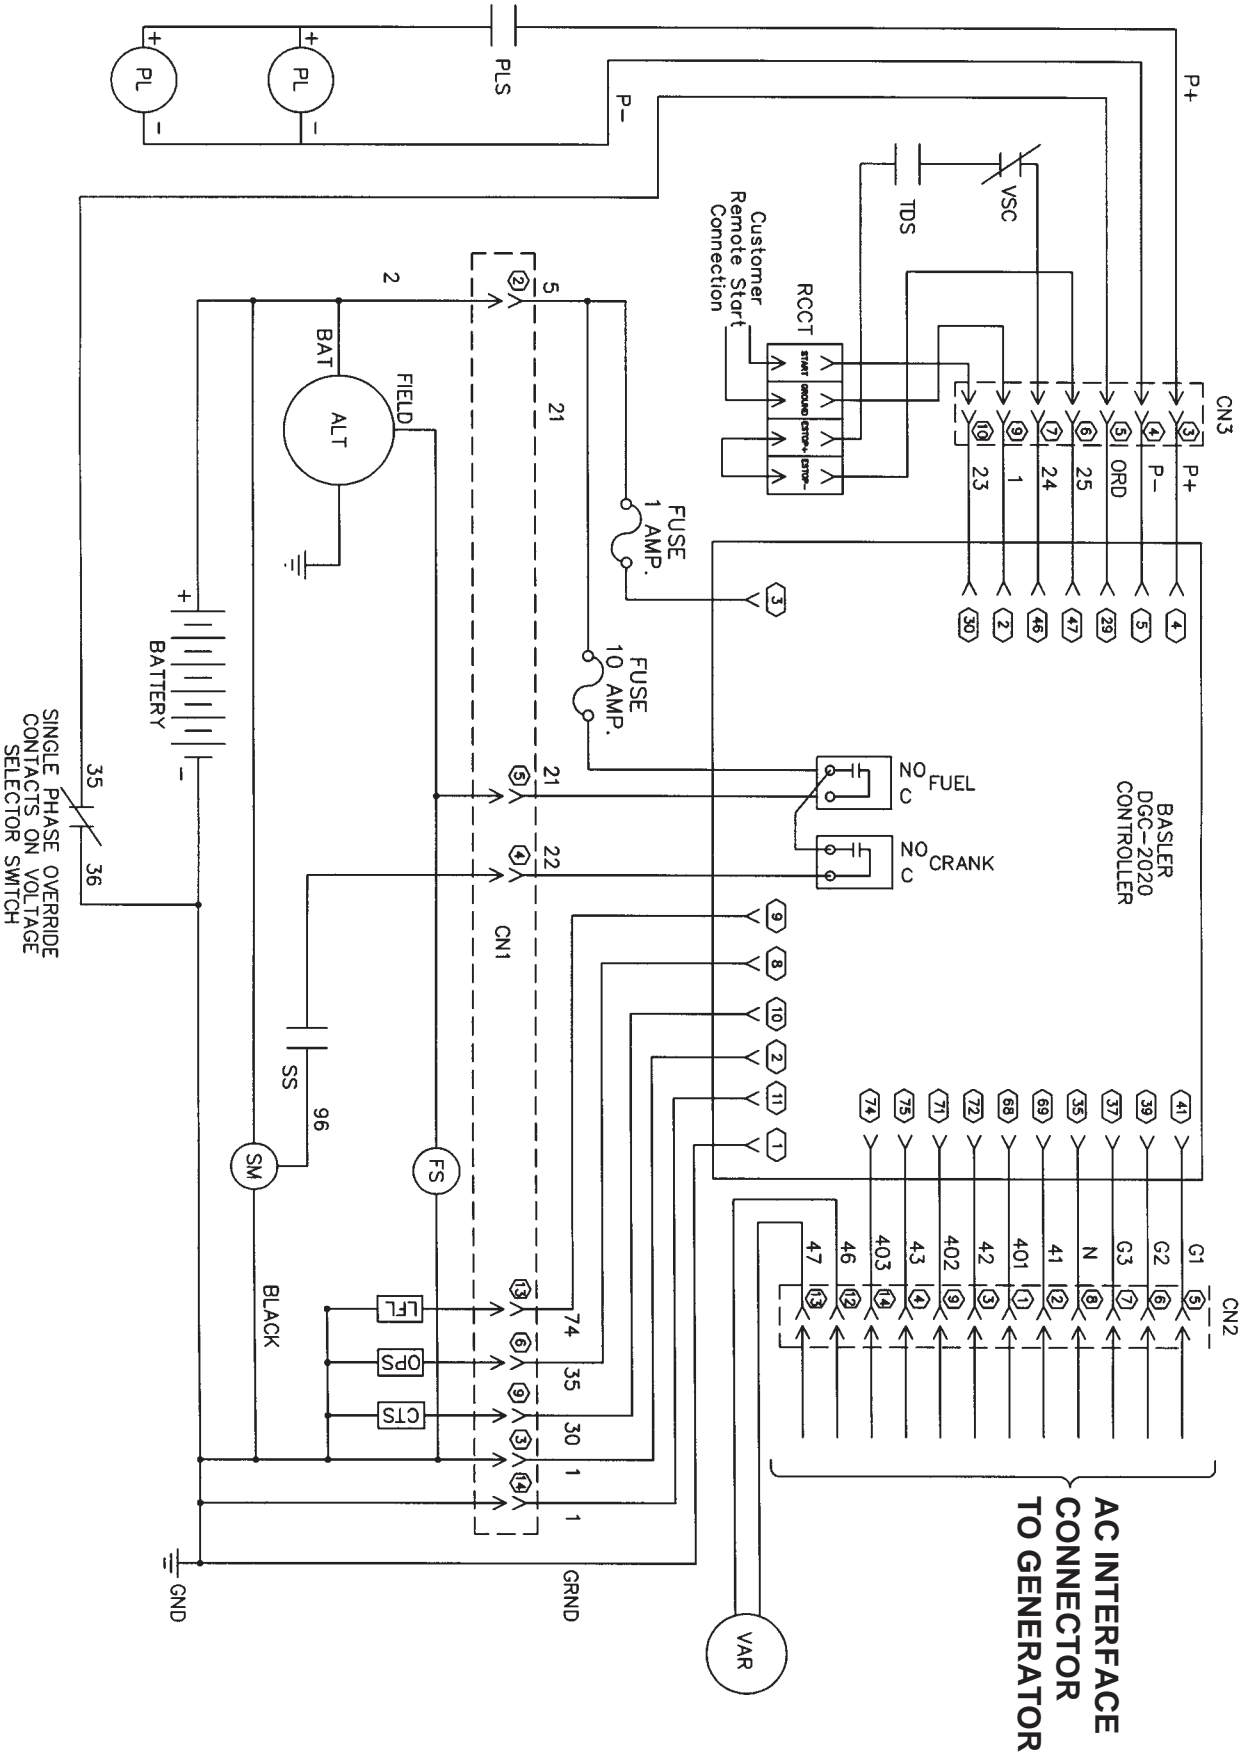 P+
P-
PLS
+
PL
-
+
PL
-
VSC
TDS
Customer
Remote Start
Connection
RCCT
START
GROUND
ESTOP+
ESTOP-
CN3
3
4
5
6
7
9
10
P+
P-
ORD
25
24
1
23
4
5
29
47
46
2
30
BASLER
DGC-2020
CONTROLLER
3
FUSE
1 AMP.
FUSE
10 AMP.
NO
C
FUEL
NO
C
CRANK
9
8
10
2
11
1
41
39
37
35
69
68
72
71
75
74
G1
G2
G3
N
41
401
42
402
43
403
46
47
CN2
5
6
7
8
2
1
3
9
4
14
12
13
AC INTERFACE
CONNECTOR
TO GENERATOR
VAR
2
2
5
21
5
21
4
22
CN1
13
74
6
35
9
30
3
1
14
1
GRND
BAT
FIELD
ALT
+
BATTERY
-
SS
96
SM
FS
BLACK
LFL
OPS
CTS
GND
35
36
SINGLE PHASE OVERRIDE
CONTACTS ON VOLTAGE
SELECTOR SWITCH